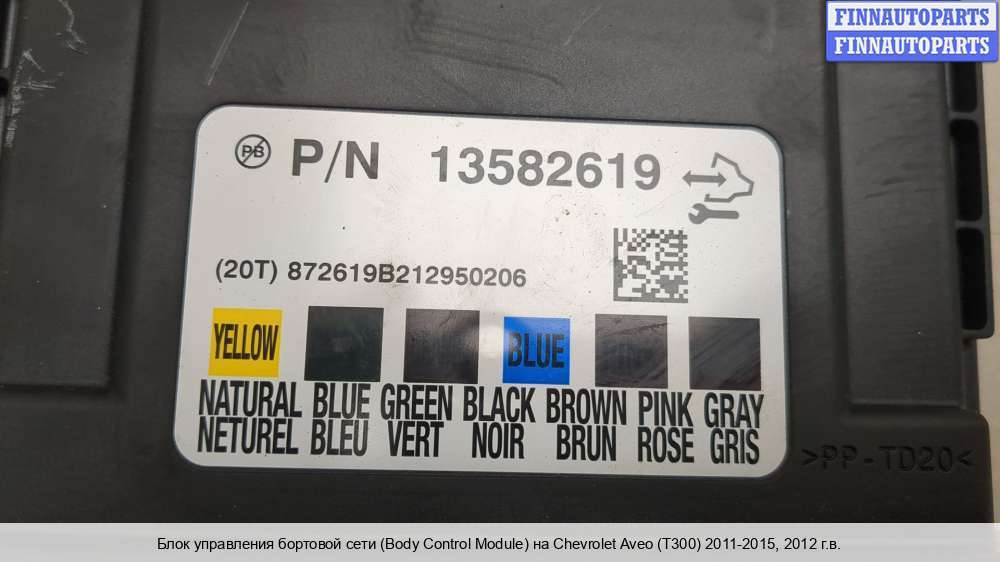 FINNAUTOPARTS
FINNAUTOPARTS
PB P/N 13582619
(20T) 872619B212950206
YELLOW BLUE
NATURAL BLUE GREEN BLACK BROWN PINK GRAY
NETUREL BLEU VERT NOIR BRUN ROSE GRIS
>PP-TD20<
Блок управления бортовой сети (Body Control Module) на Chevrolet Aveo (T300) 2011-2015, 2012 г.в.